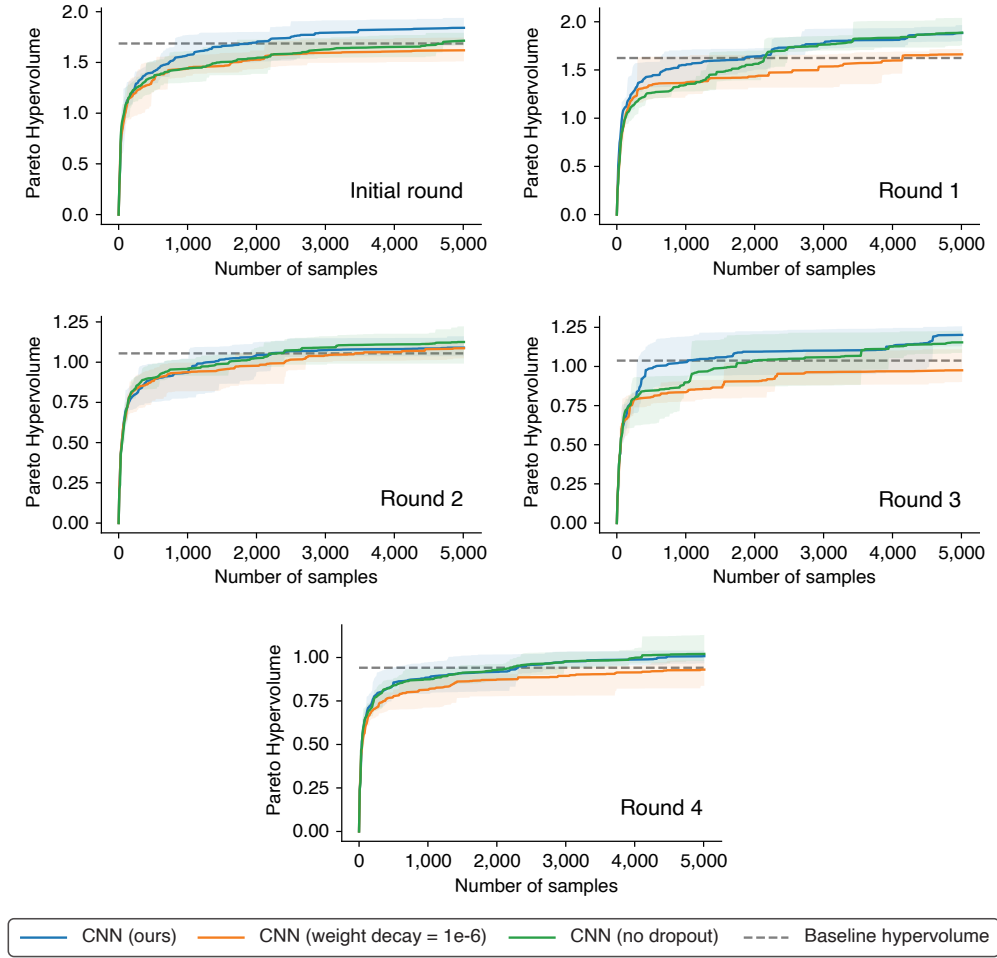 2.0
1.5
1.0
0.5
0.0
Pareto Hypervolume
Initial round
0 1,000 2,000 3,000 4,000 5,000
Number of samples
2.0
1.5
1.0
0.5
0.0
Pareto Hypervolume
Round 1
0 1,000 2,000 3,000 4,000 5,000
Number of samples
1.25
1.00
0.75
0.50
0.25
0.00
Pareto Hypervolume
Round 2
0 1,000 2,000 3,000 4,000 5,000
Number of samples
1.25
1.00
0.75
0.50
0.25
0.00
Pareto Hypervolume
Round 3
0 1,000 2,000 3,000 4,000 5,000
Number of samples
1.00
0.75
0.50
0.25
0.00
Pareto Hypervolume
Round 4
0 1,000 2,000 3,000 4,000 5,000
Number of samples
CNN (ours) CNN (weight decay = 1e-6) CNN (no dropout) Baseline hypervolume